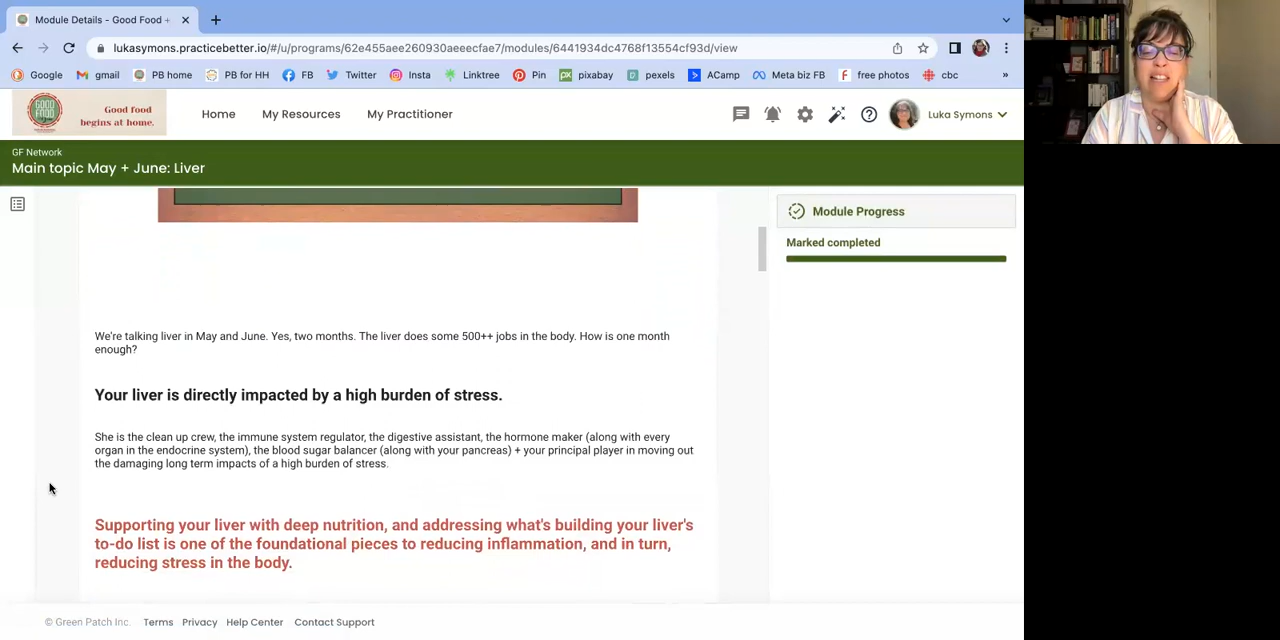 Module Details - Good Food +
lukasymons.practicebetter.io/#/u/programs/62e455aee260930aeeecfae7/modules/6441934dc4768f13554cf93d/view
Google gmail PB home PB for HH FB Twitter Insta Linktree Pin pixabay pexels ACamp Meta biz FB free photos cbc »
GOOD FOOD
Good food
begins at home.
Home My Resources My Practitioner Luka Symons
GF Network
Main topic May + June: Liver
Module Progress
Marked completed
We're talking liver in May and June. Yes, two months. The liver does some 500++ jobs in the body. How is one month
enough?
Your liver is directly impacted by a high burden of stress.
She is the clean up crew, the immune system regulator, the digestive assistant, the hormone maker (along with every
organ in the endocrine system), the blood sugar balancer (along with your pancreas) + your principal player in moving out
the damaging long term impacts of a high burden of stress.
Supporting your liver with deep nutrition, and addressing what's building your liver's
to-do list is one of the foundational pieces to reducing inflammation, and in turn,
reducing stress in the body.
© Green Patch Inc. Terms Privacy Help Center Contact Support